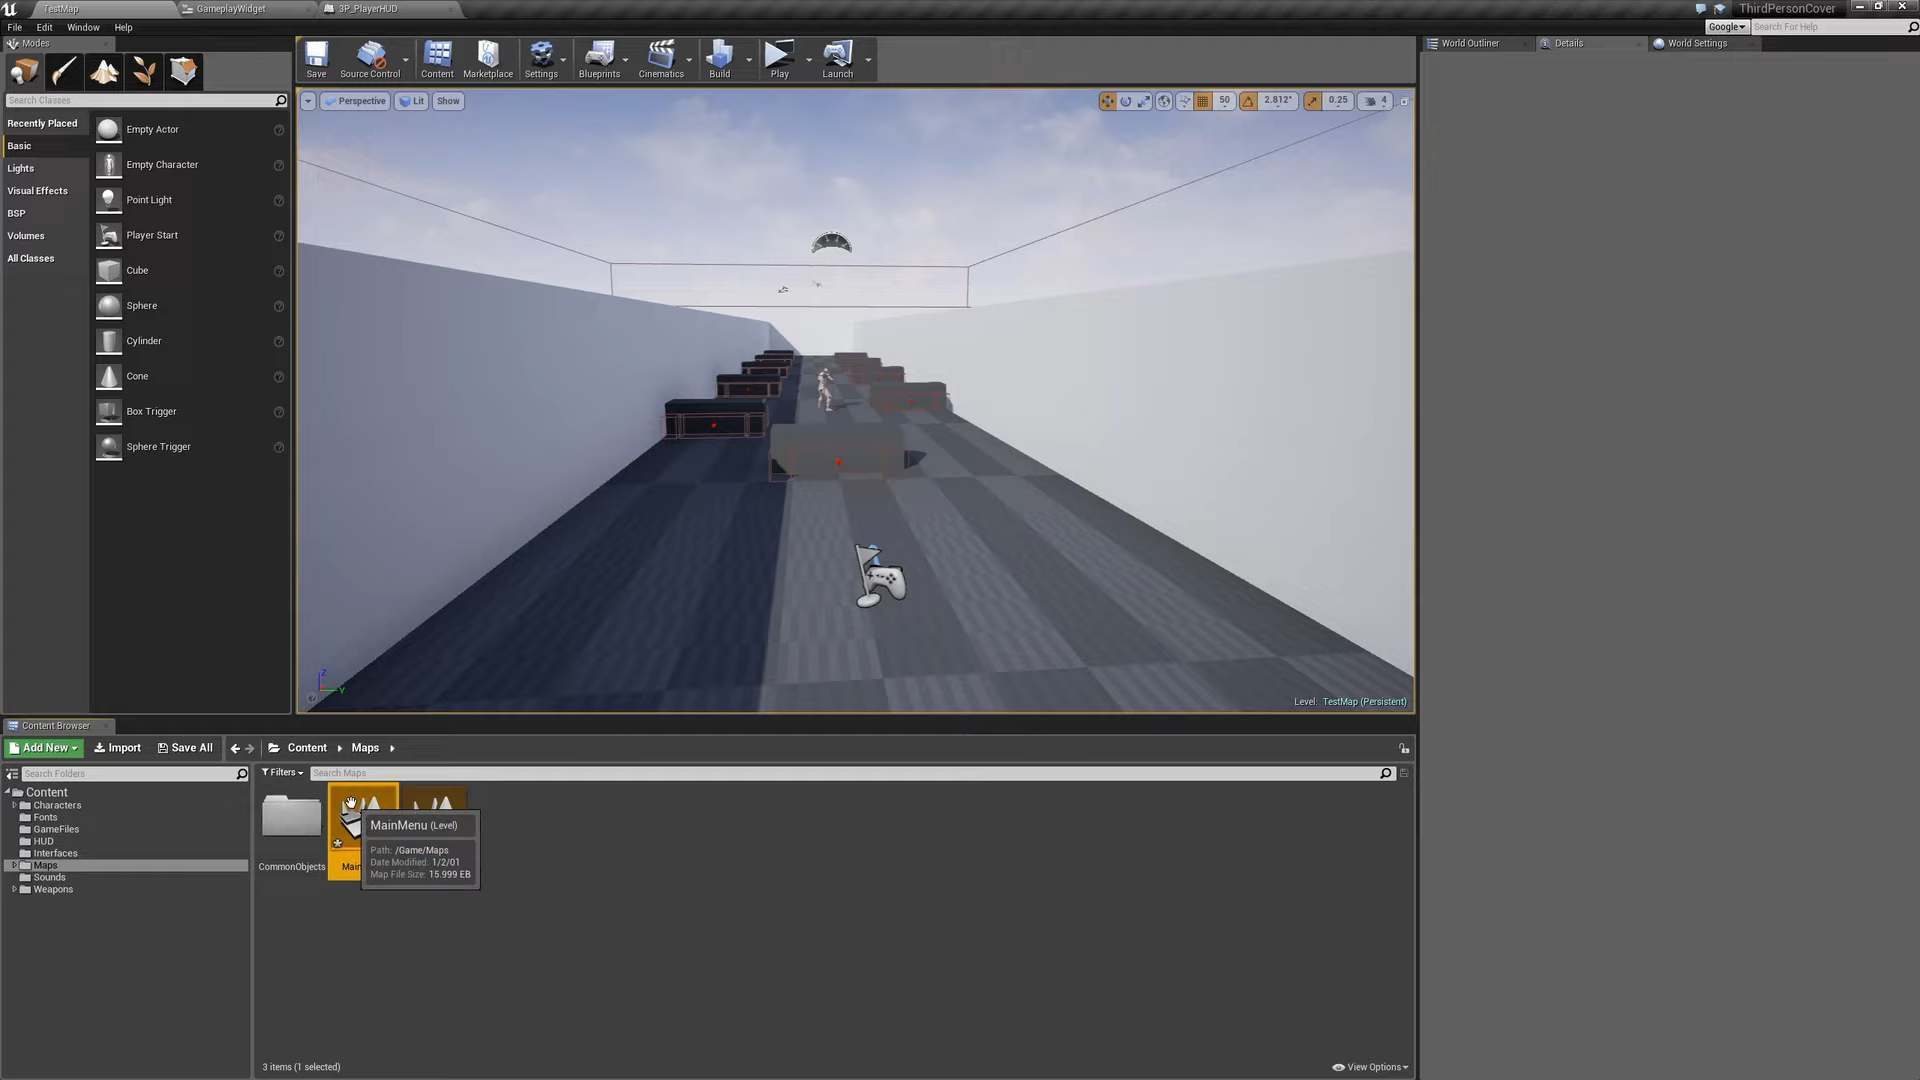 TestMap
GameplayWidget
3P_PlayerHUD
ThirdPersonCover
File
Edit
Window
Help
Google
Search For Help
Modes
Save
Source Control
Content
Marketplace
Settings
Blueprints
Cinematics
Build
Play
Launch
World Outliner
Details
World Settings
Search Classes
Perspective
Lit
Show
50
2.812°
0.25
4
Recently Placed
Basic
Lights
Visual Effects
BSP
Volumes
All Classes
Empty Actor
Empty Character
Point Light
Player Start
Cube
Sphere
Cylinder
Cone
Box Trigger
Sphere Trigger
Z
Y
Level: TestMap (Persistent)
Content Browser
Add New
Import
Save All
Content
Maps
Search Folders
Filters
Search Maps
Content
Characters
Fonts
GameFiles
HUD
Interfaces
Maps
Sounds
Weapons
CommonObjects
Main
MainMenu (Level)
Path: /Game/Maps
Date Modified: 1/2/01
Map File Size: 15.999 EB
3 items (1 selected)
View Options